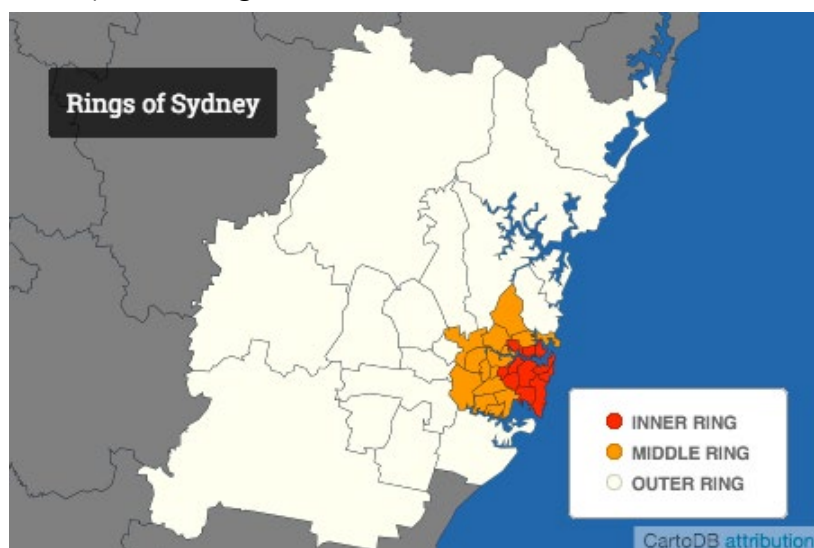 Rings of Sydney
INNER RING
MIDDLE RING
OUTER RING
CartoDB attribution